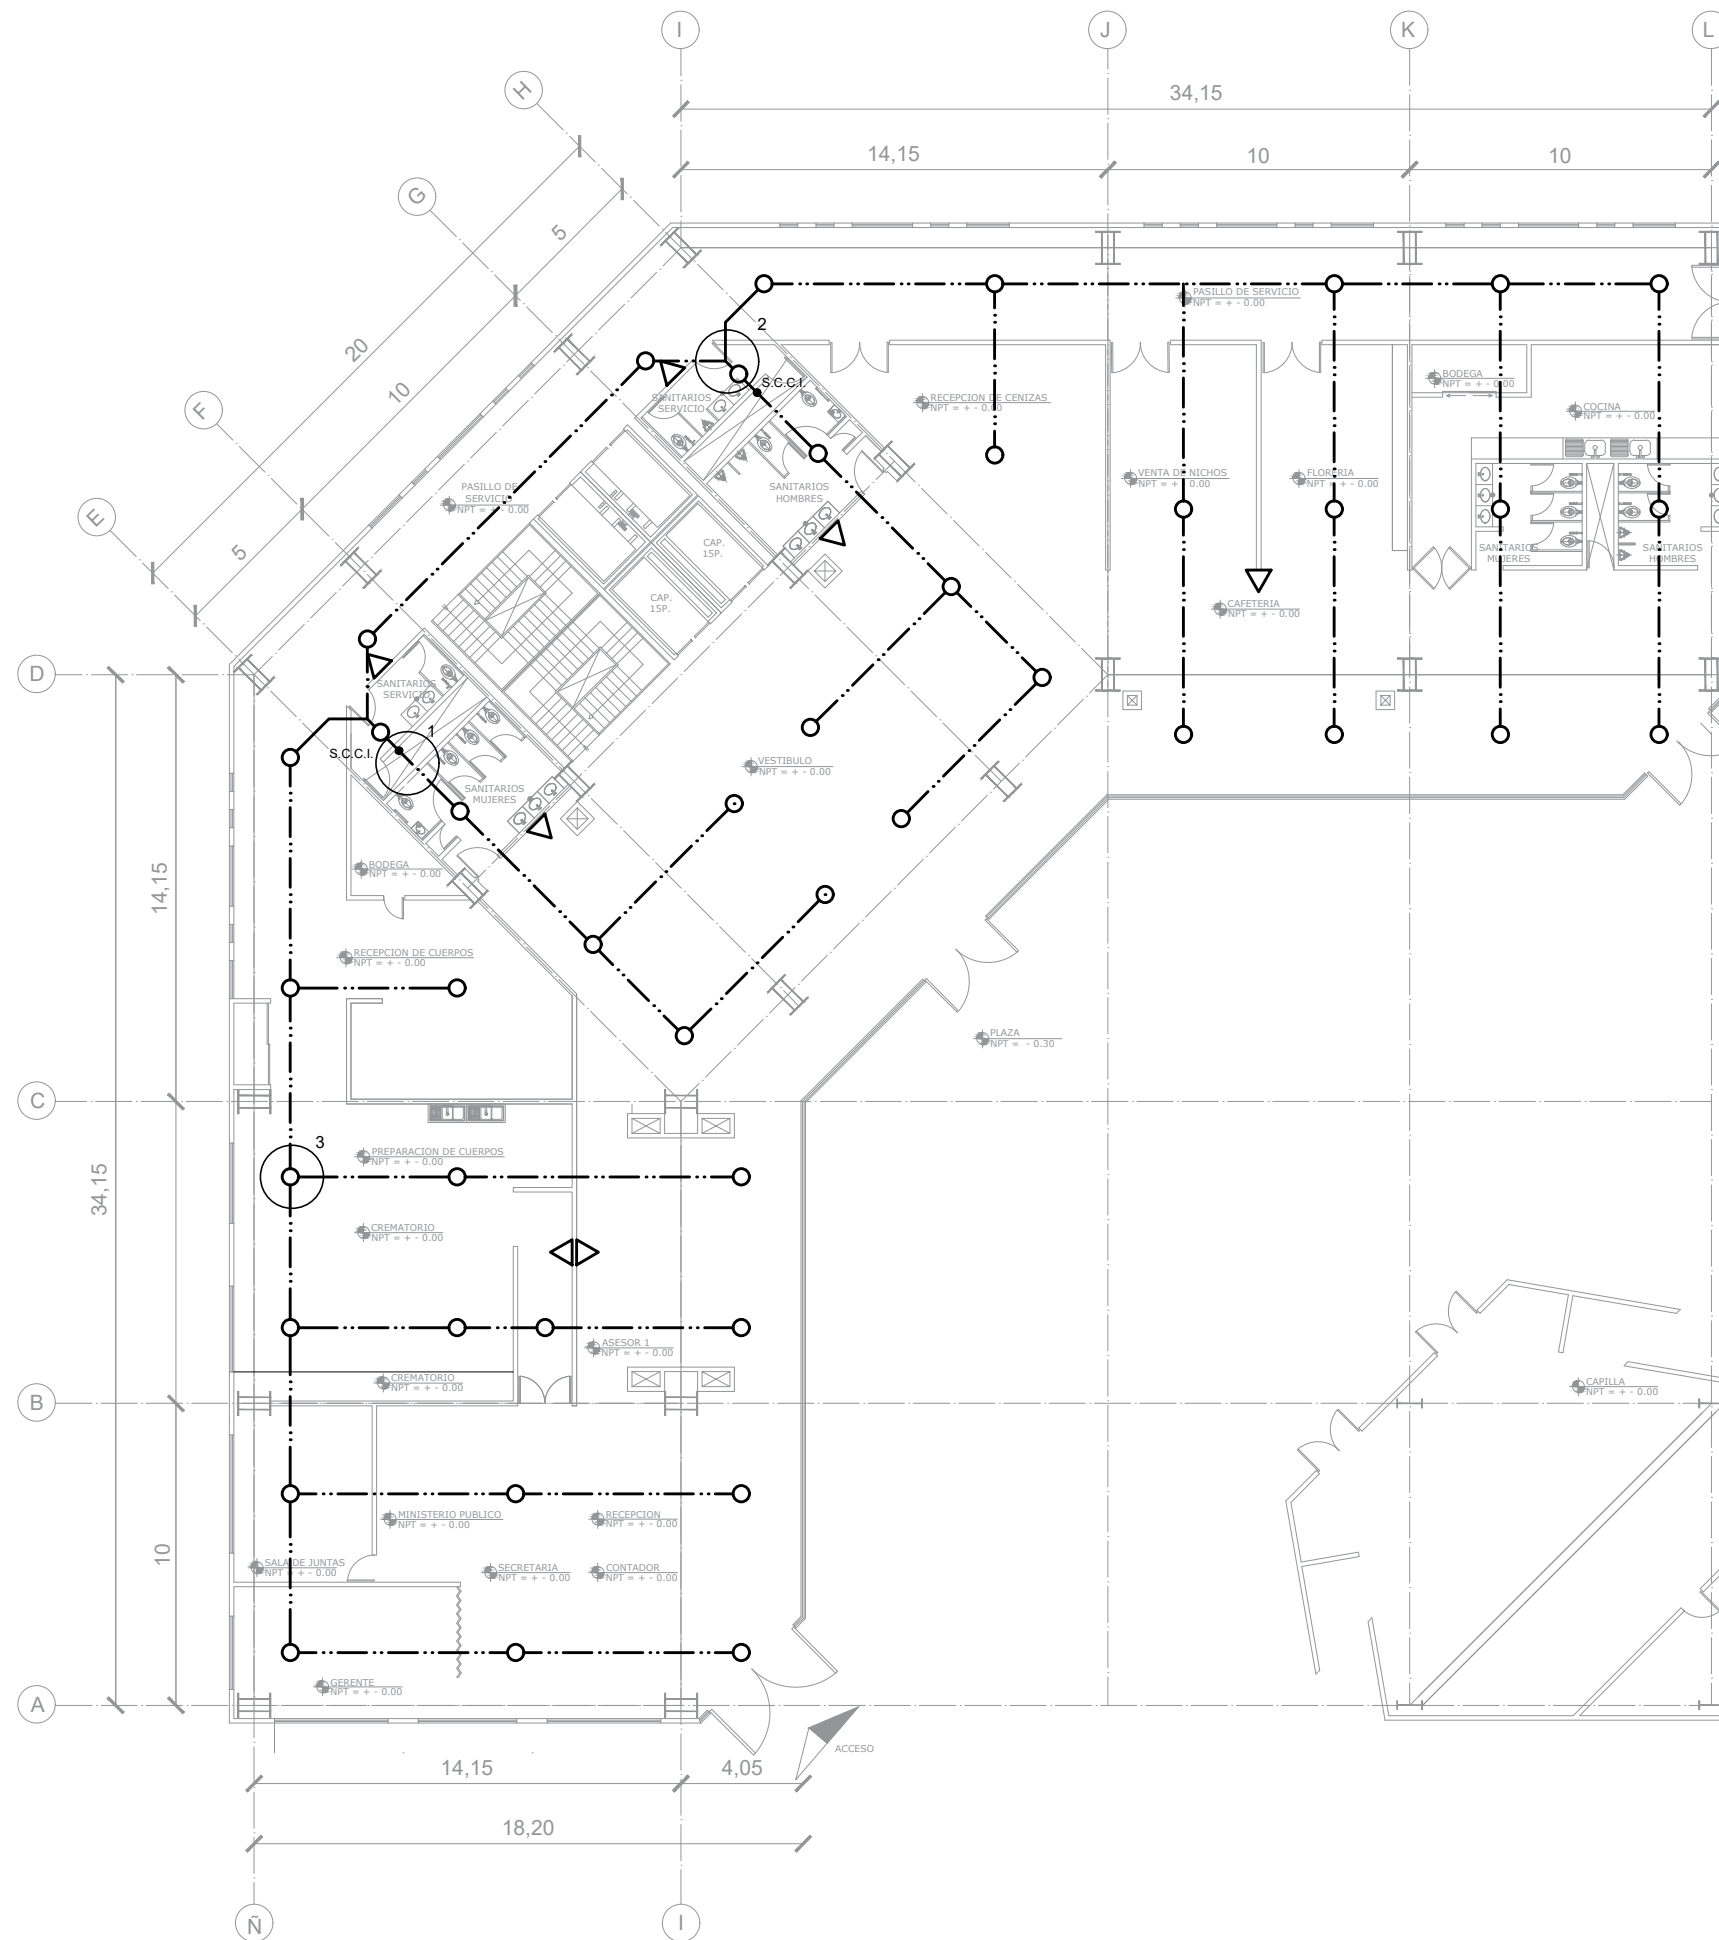 I
J
K
L
H
34,15
14,15
10
10
G
5
20
10
F
5
E
2
S.C.C.I.
PASILLO DE SERVICIO
NPT = + - 0.00
SANITARIOS
SERVICIO
RECEPCION DE CENIZAS
NPT = + - 0.00
BODEGA
NPT = + - 0.00
COCINA
NPT = + - 0.00
PASILLO DE
SERVICIO
NPT = + - 0.00
SANITARIOS
HOMBRES
VENTA DE NICHOS
NPT = + - 0.00
FLORERIA
NPT = + - 0.00
CAP.
15P.
CAP.
15P.
SANITARIOS
MUJERES
SANITARIOS
HOMBRES
CAFETERIA
NPT = + - 0.00
D
SANITARIOS
SERVICIO
1
S.C.C.I.
VESTIBULO
NPT = + - 0.00
SANITARIOS
MUJERES
BODEGA
NPT = + - 0.00
14,15
RECEPCION DE CUERPOS
NPT = + - 0.00
PLAZA
NPT = - 0.30
C
3
PREPARACION DE CUERPOS
NPT = + - 0.00
34,15
CREMATORIO
NPT = + - 0.00
ASESOR 1
NPT = + - 0.00
CREMATORIO
NPT = + - 0.00
CAPILLA
NPT = + - 0.00
B
MINISTERIO PUBLICO
NPT = + - 0.00
RECEPCION
NPT = + - 0.00
10
SALA DE JUNTAS
NPT = + - 0.00
SECRETARIA
NPT = + - 0.00
CONTADOR
NPT = + - 0.00
GERENTE
NPT = + - 0.00
A
ACCESO
14,15
4,05
18,20
Ñ
I